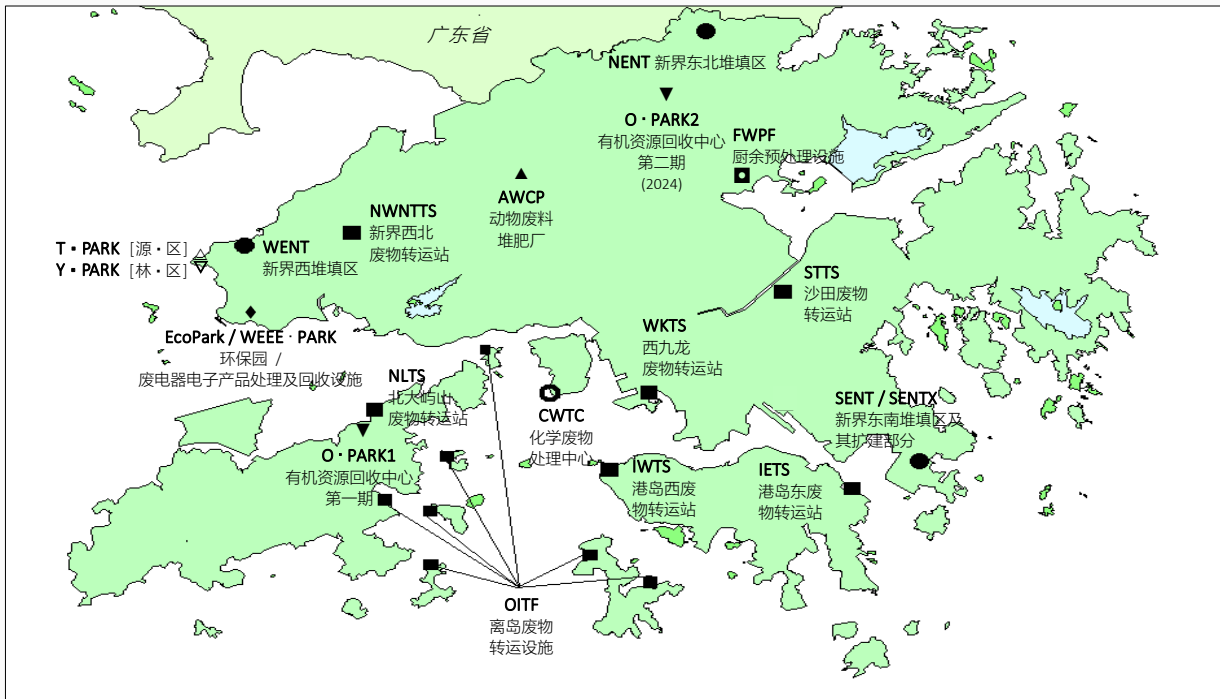 广东省
NENT 新界东北堆填区
O · PARK2
有机资源回收中心
第二期
(2024)
FWPF
厨余预处理设施
AWCP
动物废料
堆肥厂
NWNTTS
新界西北
废物转运站
T · PARK [源 · 区]
Y · PARK [林 · 区]
WENT
新界西堆填区
STTS
沙田废物
转运站
EcoPark / WEEE · PARK
环保园 /
废电器电子产品处理及回收设施
WKTS
西九龙
废物转运站
NLTS
北大屿山
废物转运站
CWTC
化学废物
处理中心
SENT / SENTX
新界东南堆填区及
其扩建部分
O · PARK1
有机资源回收中心
第一期
IWTS
港岛西废
物转运站
IETS
港岛东废
物转运站
OITF
离岛废物
转运设施